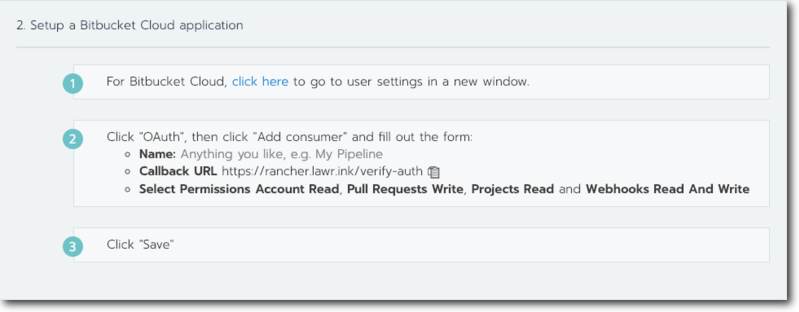 2. Setup a Bitbucket Cloud application
1 For Bitbucket Cloud, click here to go to user settings in a new window.
2 Click "OAuth", then click "Add consumer" and fill out the form:
Name: Anything you like, e.g. My Pipeline
Callback URL https://rancher.lawr.ink/verify-auth
Select Permissions Account Read, Pull Requests Write, Projects Read and Webhooks Read And Write
3 Click "Save"